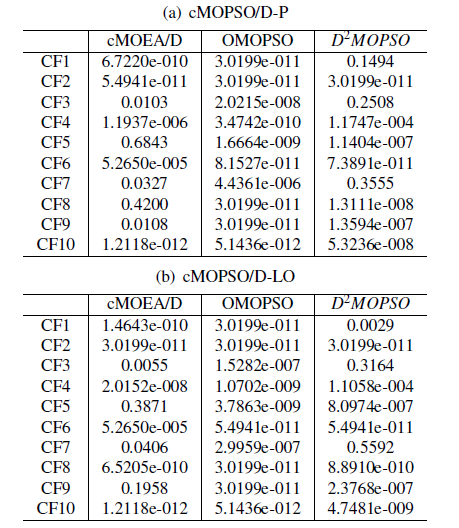 (a) cMOPSO/D-P
cMOEA/D OMOPSO D²MOPSO
CF1 6.7220e-010 3.0199e-011 0.1494
CF2 5.4941e-011 3.0199e-011 3.0199e-011
CF3 0.0103 2.0215e-008 0.2508
CF4 1.1937e-006 3.4742e-010 1.1747e-004
CF5 0.6843 1.6664e-009 1.1404e-007
CF6 5.2650e-005 8.1527e-011 7.3891e-011
CF7 0.0327 4.4361e-006 0.3555
CF8 0.4200 3.0199e-011 1.3111e-008
CF9 0.0108 3.0199e-011 1.3594e-007
CF10 1.2118e-012 5.1436e-012 5.3236e-008
(b) cMOPSO/D-LO
cMOEA/D OMOPSO D²MOPSO
CF1 1.4643e-010 3.0199e-011 0.0029
CF2 3.0199e-011 3.0199e-011 3.0199e-011
CF3 0.0055 1.5282e-007 0.3164
CF4 2.0152e-008 1.0702e-009 1.1058e-004
CF5 0.3871 3.7863e-009 8.0974e-007
CF6 5.2650e-005 5.4941e-011 5.4941e-011
CF7 0.0406 2.9959e-007 0.5592
CF8 6.5205e-010 3.0199e-011 8.8910e-010
CF9 0.1958 3.0199e-011 2.3768e-007
CF10 1.2118e-012 5.1436e-012 4.7481e-009